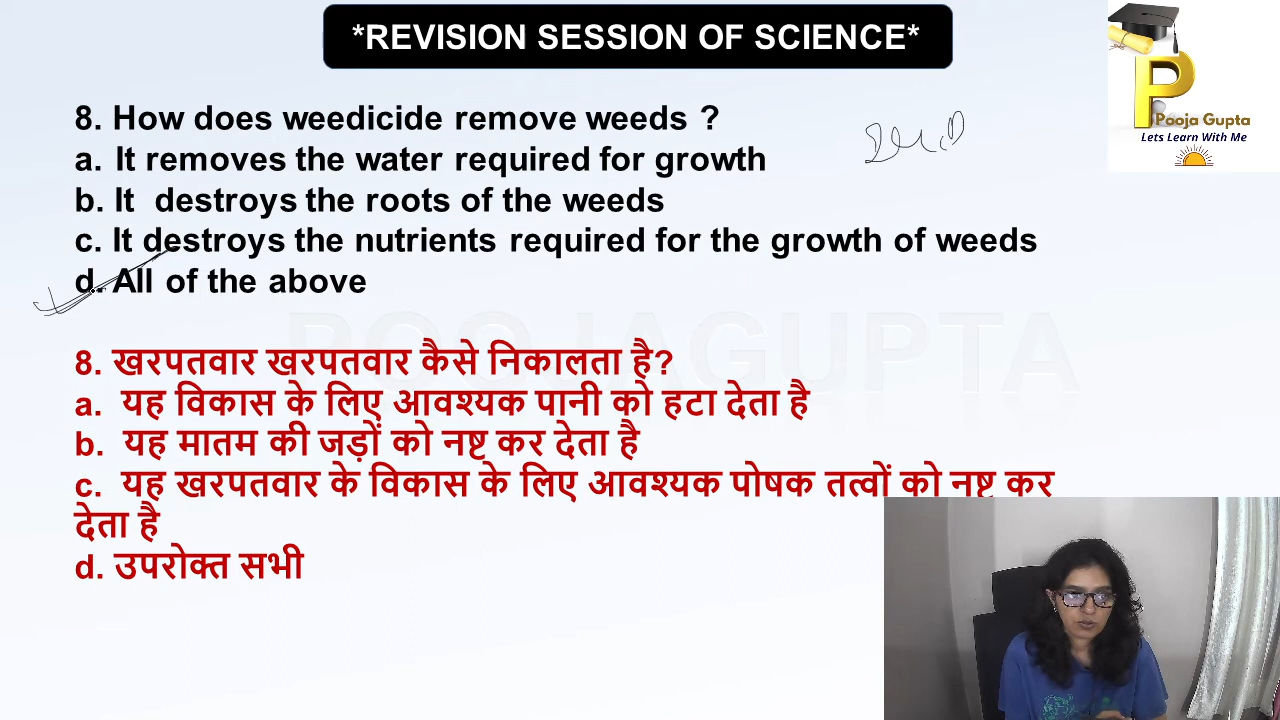 *REVISION SESSION OF SCIENCE*
P
Pooja Gupta
Lets Learn With Me
8. How does weedicide remove weeds ?
a. It removes the water required for growth
b. It destroys the roots of the weeds
c. It destroys the nutrients required for the growth of weeds
d. All of the above
POOJAGUPTA
8. खरपतवार खरपतवार कैसे निकालता है?
a. यह विकास के लिए आवश्यक पानी को हटा देता है
b. यह मातम की जड़ों को नष्ट कर देता है
c. यह खरपतवार के विकास के लिए आवश्यक पोषक तत्वों को नष्ट कर
देता है
d. उपरोक्त सभी